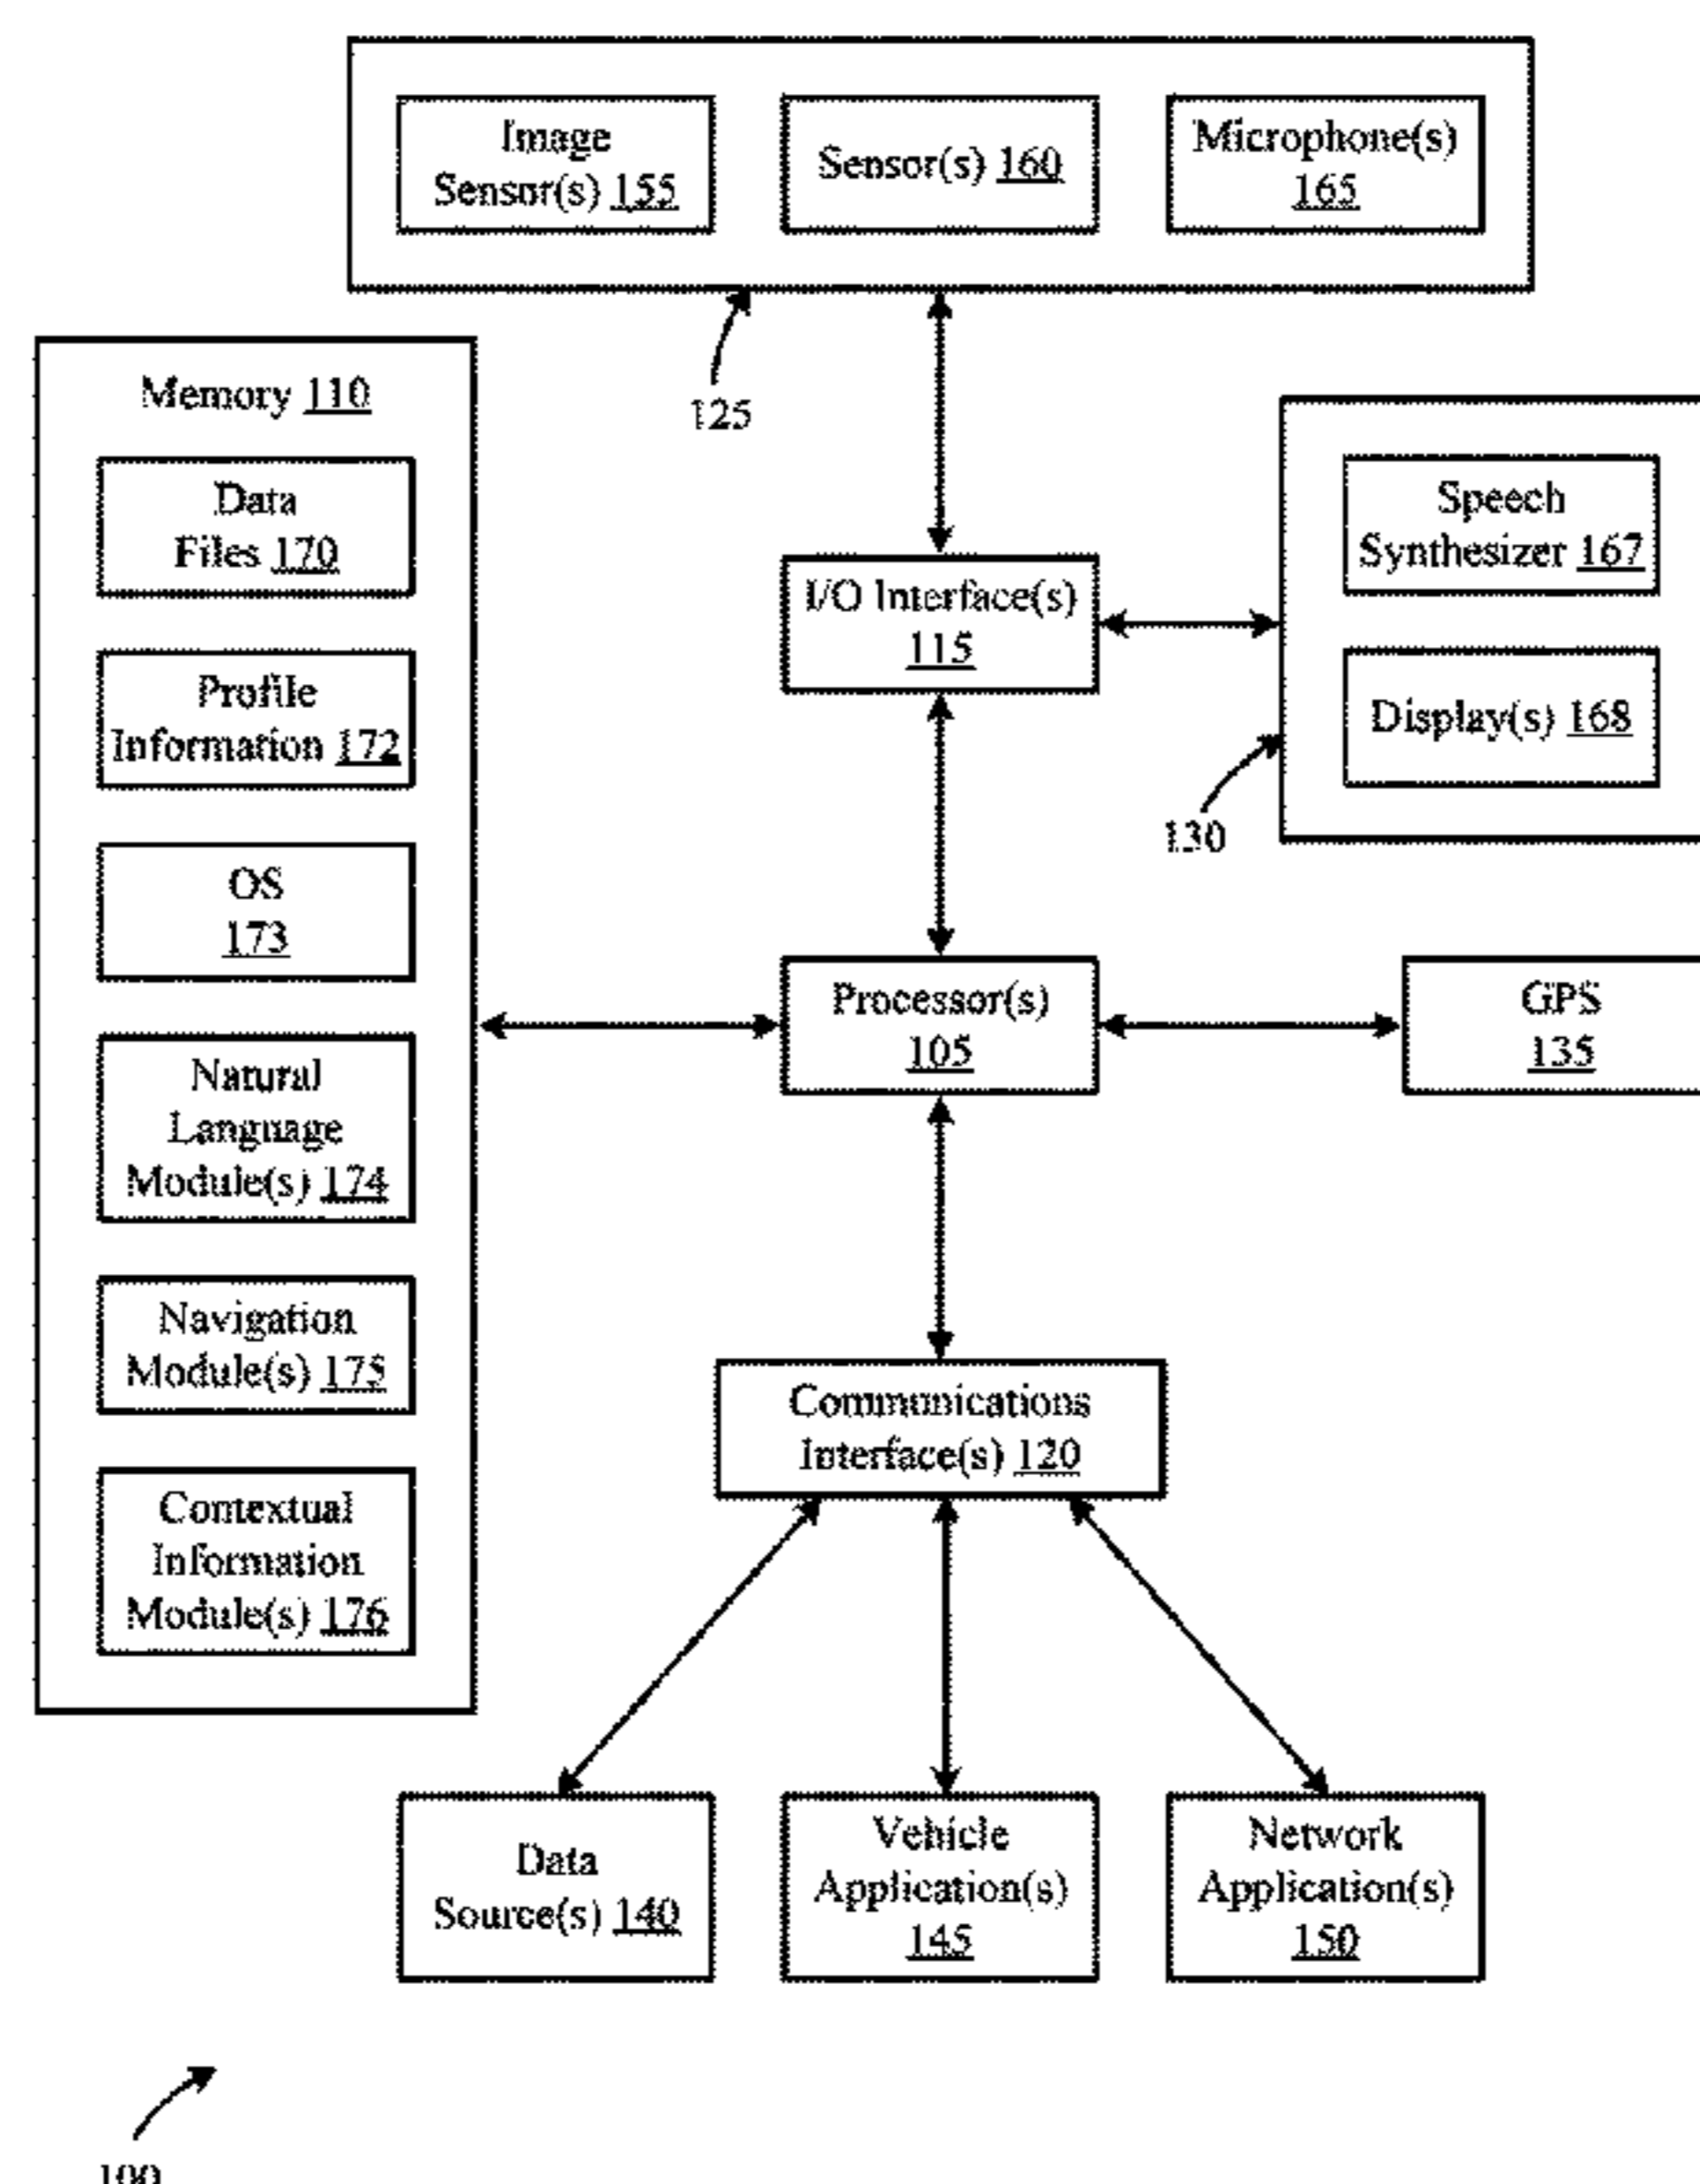 Image
Sensor(s) 155
Sensor(s) 160
Microphone(s)
165
125
Memory 110
Data
Files 170
Profile
Information 172
OS
173
Natural
Language
Module(s) 174
Navigation
Module(s) 175
Contextual
Information
Module(s) 176
I/O Interface(s)
115
Speech
Synthesizer 167
Display(s) 168
130
Processor(s)
105
GPS
135
Communications
Interface(s) 120
Data
Source(s) 140
Vehicle
Application(s)
145
Network
Application(s)
150
100